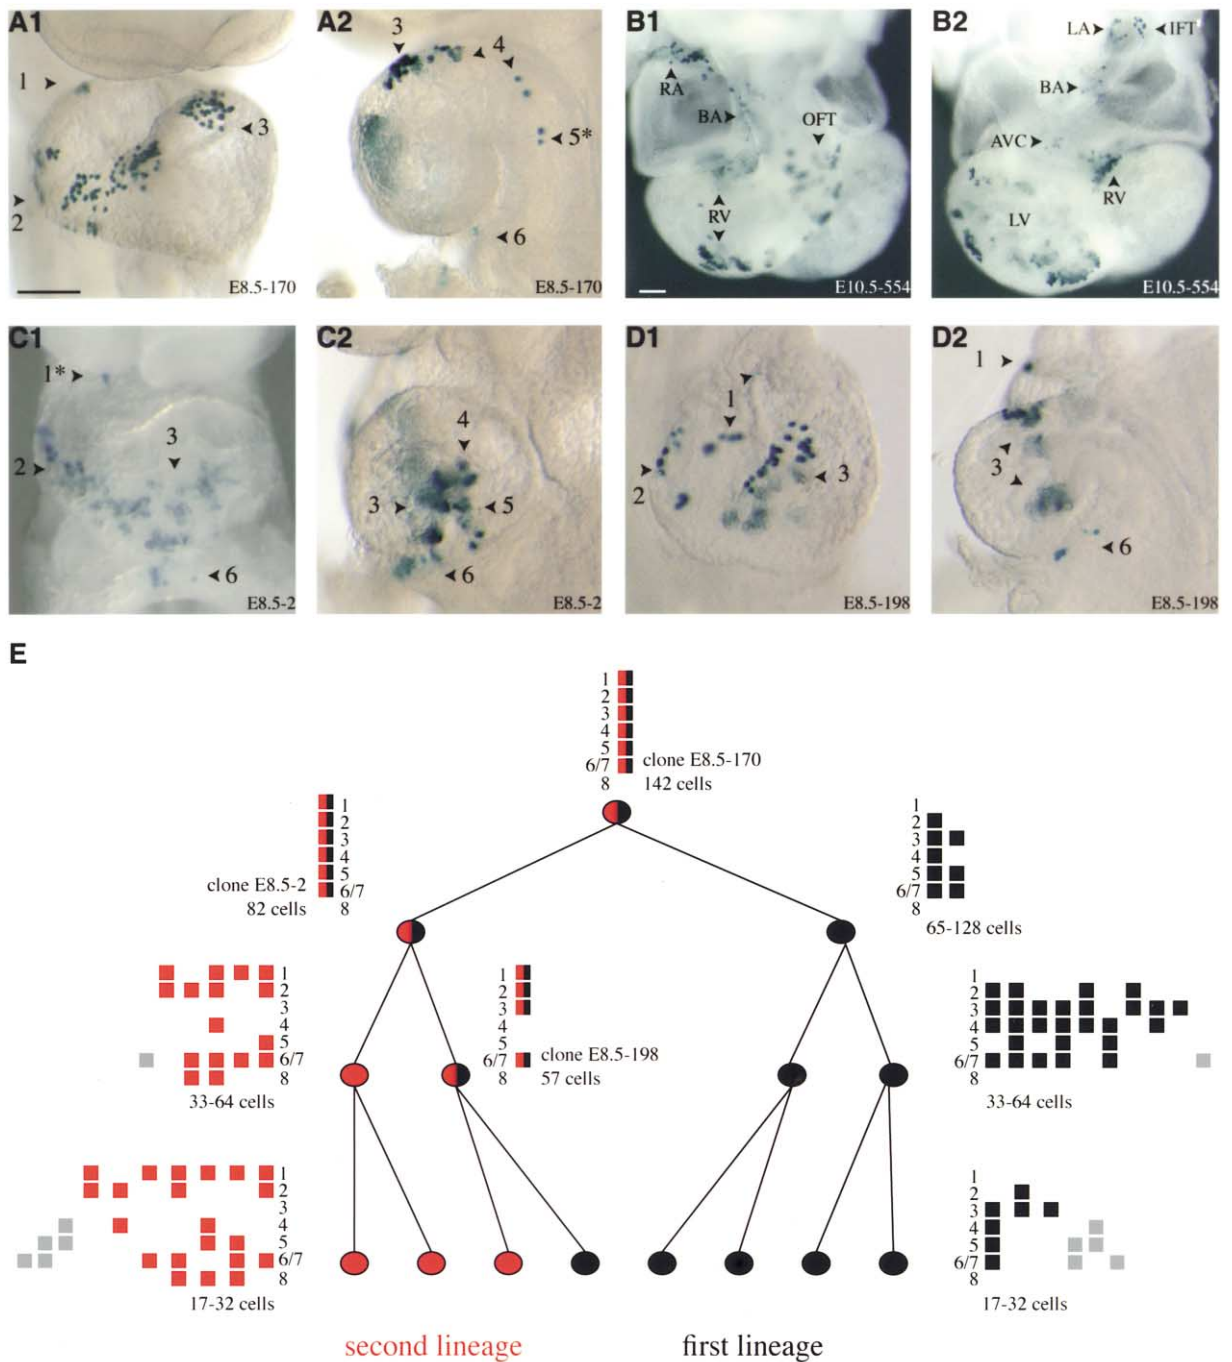 A1
1
3
2
E8.5-170
A2
3
4
5*
6
E8.5-170
B1
RA
BA
OFT
RV
E10.5-554
B2
LA
IFT
BA
AVC
RV
LV
E10.5-554
C1
1*
3
2
6
E8.5-2
C2
4
3
5
6
E8.5-2
D1
1
2
3
E8.5-198
D2
1
3
6
E8.5-198
E
1
2
3
4
5
6/7
8
clone E8.5-170
142 cells
1
2
3
4
5
6/7
8
clone E8.5-2
82 cells
1
2
3
4
5
6/7
8
65-128 cells
1
2
3
4
5
6/7
8
33-64 cells
1
2
3
4
5
6/7
8
clone E8.5-198
57 cells
1
2
3
4
5
6/7
8
33-64 cells
1
2
3
4
5
6/7
8
17-32 cells
1
2
3
4
5
6/7
8
17-32 cells
second lineage
first lineage